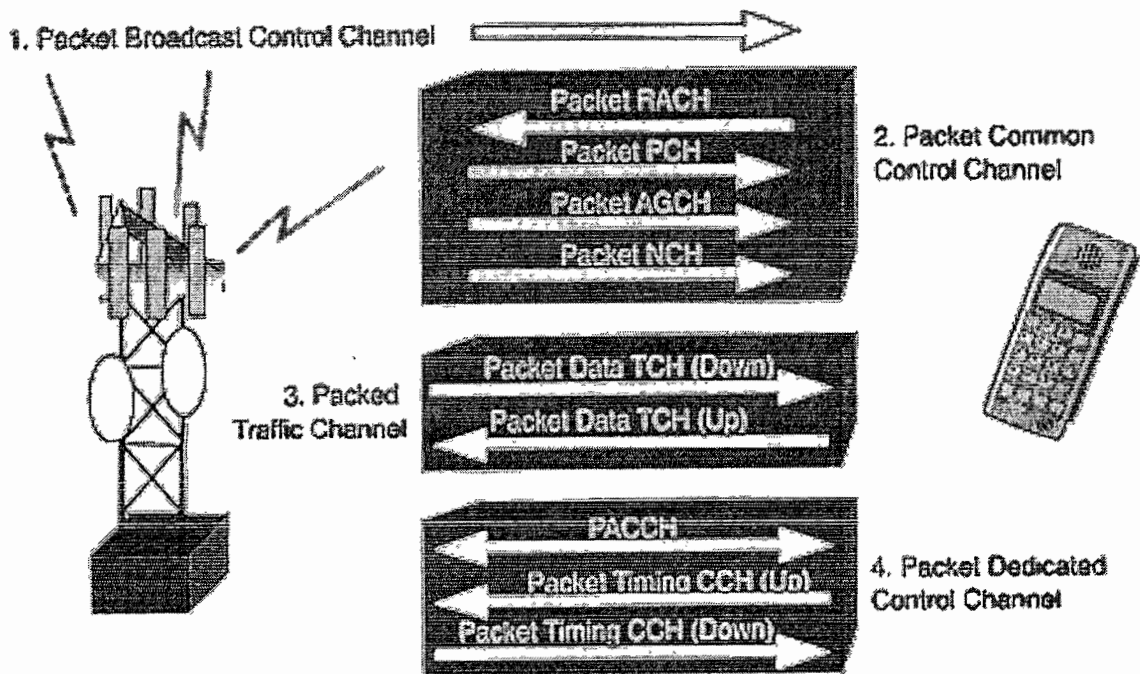 1. Packet Broadcast Control Channel
Packet RACH
Packet PCH
Packet AGCH
Packet NCH
2. Packet Common
Control Channel
3. Packed
Traffic Channel
Packet Data TCH (Down)
Packet Data TCH (Up)
PACCH
Packet Timing CCH (Up)
Packet Timing CCH (Down)
4. Packet Dedicated
Control Channel